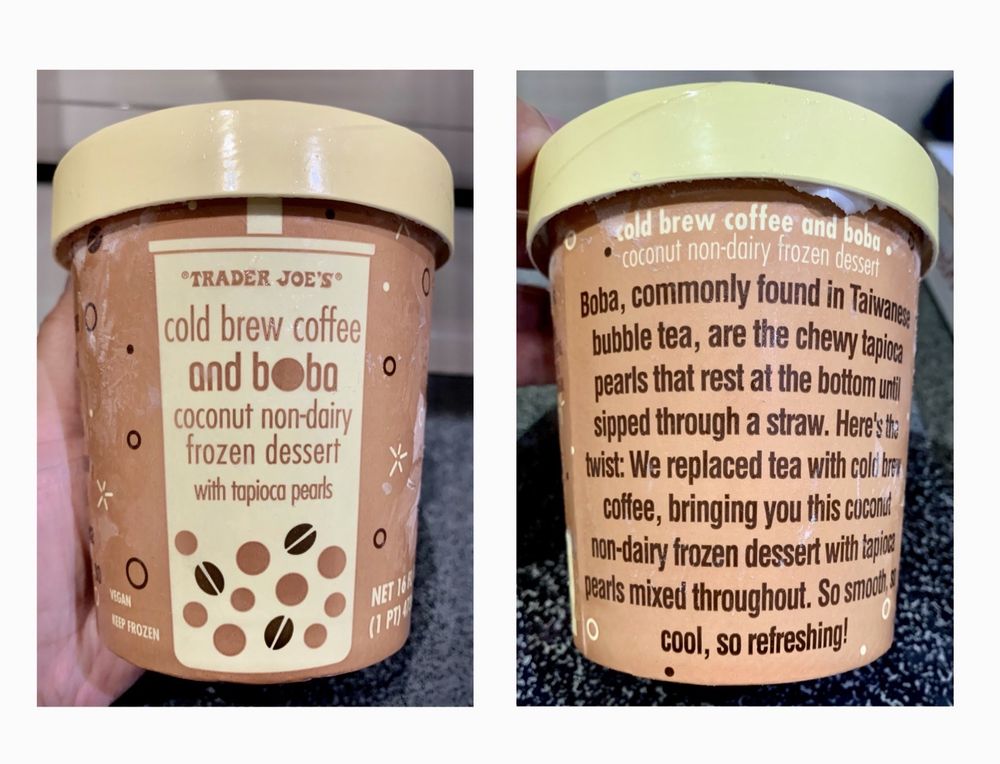 ®TRADER JOE'S®
cold brew coffee
and boba
coconut non-dairy
frozen dessert
with tapioca pearls
VEGAN
KEEP FROZEN
NET 16
(1 PT)
cold brew coffee and boba
coconut non-dairy frozen dessert
Boba, commonly found in Taiwanese
bubble tea, are the chewy tapioca
pearls that rest at the bottom until
sipped through a straw. Here's the
twist: We replaced tea with cold brew
coffee, bringing you this coconut
non-dairy frozen dessert with tapioca
pearls mixed throughout. So smooth, so
cool, so refreshing!